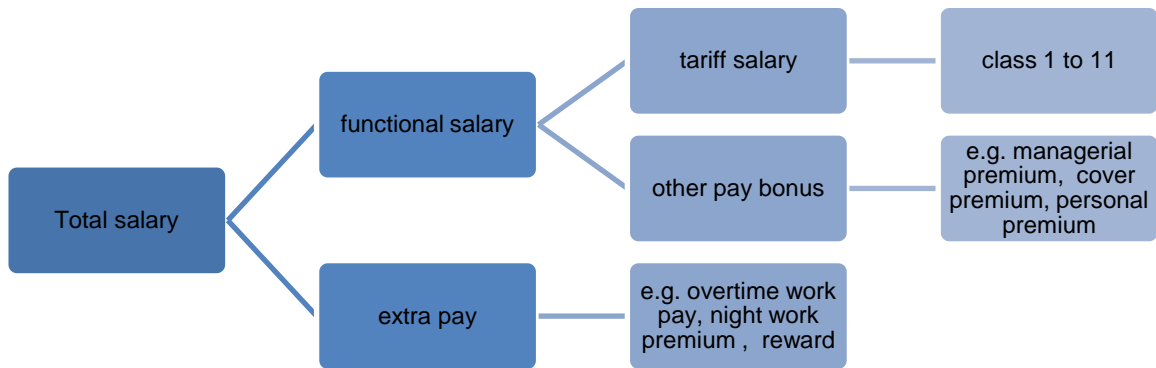 tariff salary
class 1 to 11
functional salary
e.g. managerial
premium, cover
premium, personal
premium
other pay bonus
Total salary
extra pay
e.g. overtime work
pay, night work
premium , reward